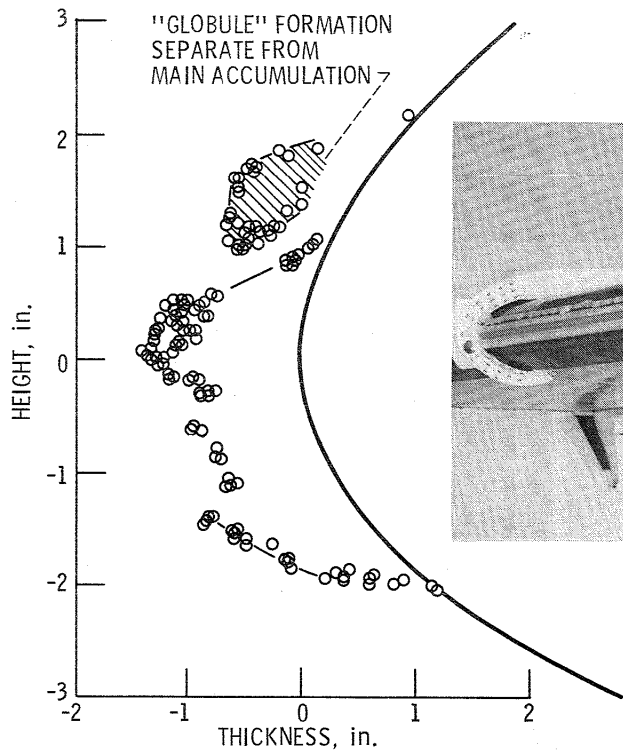 "GLOBULE" FORMATION
SEPARATE FROM
MAIN ACCUMULATION
3
2
1
0
-1
-2
-3
HEIGHT, in.
-2
-1
0
1
2
THICKNESS, in.